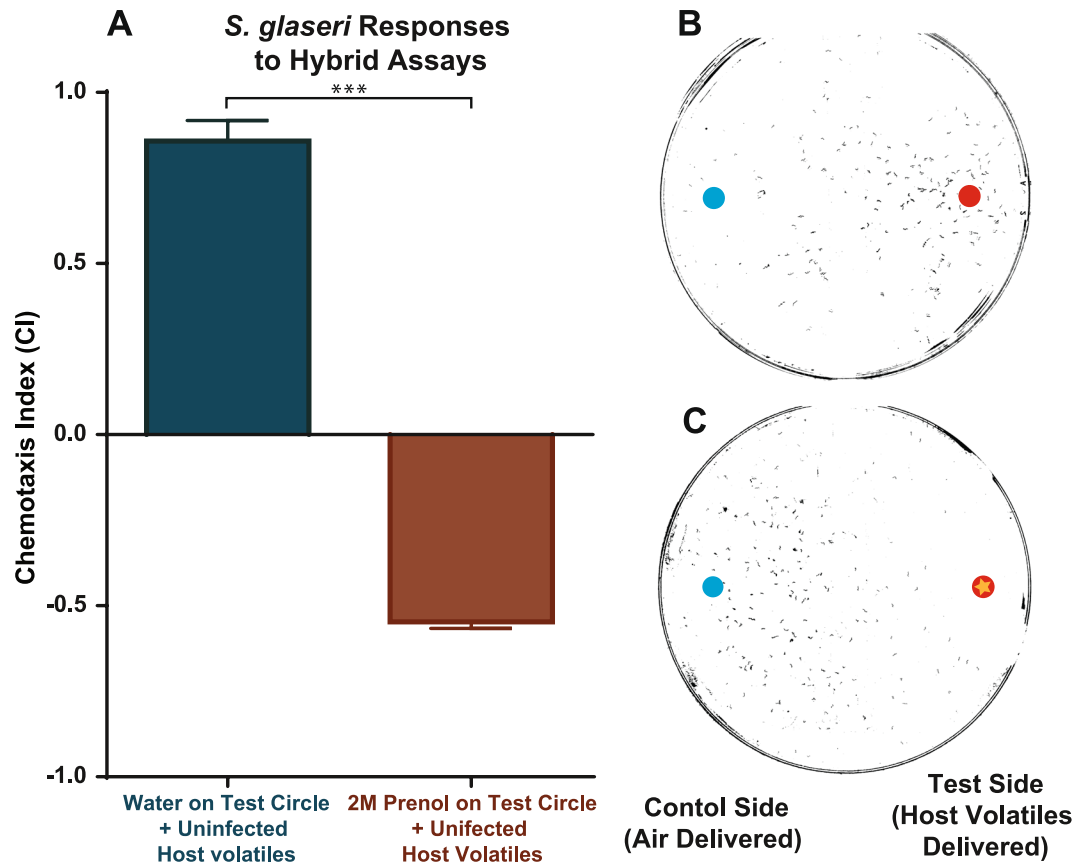 A
S. glaseri Responses
to Hybrid Assays
***
1.0
0.5
0.0
-0.5
-1.0
Chemotaxis Index (CI)
Water on Test Circle
+ Uninfected
Host volatiles
2M Prenol on Test Circle
+ Unifected
Host Volatiles
B
C
Contol Side
(Air Delivered)
Test Side
(Host Volatiles
Delivered)